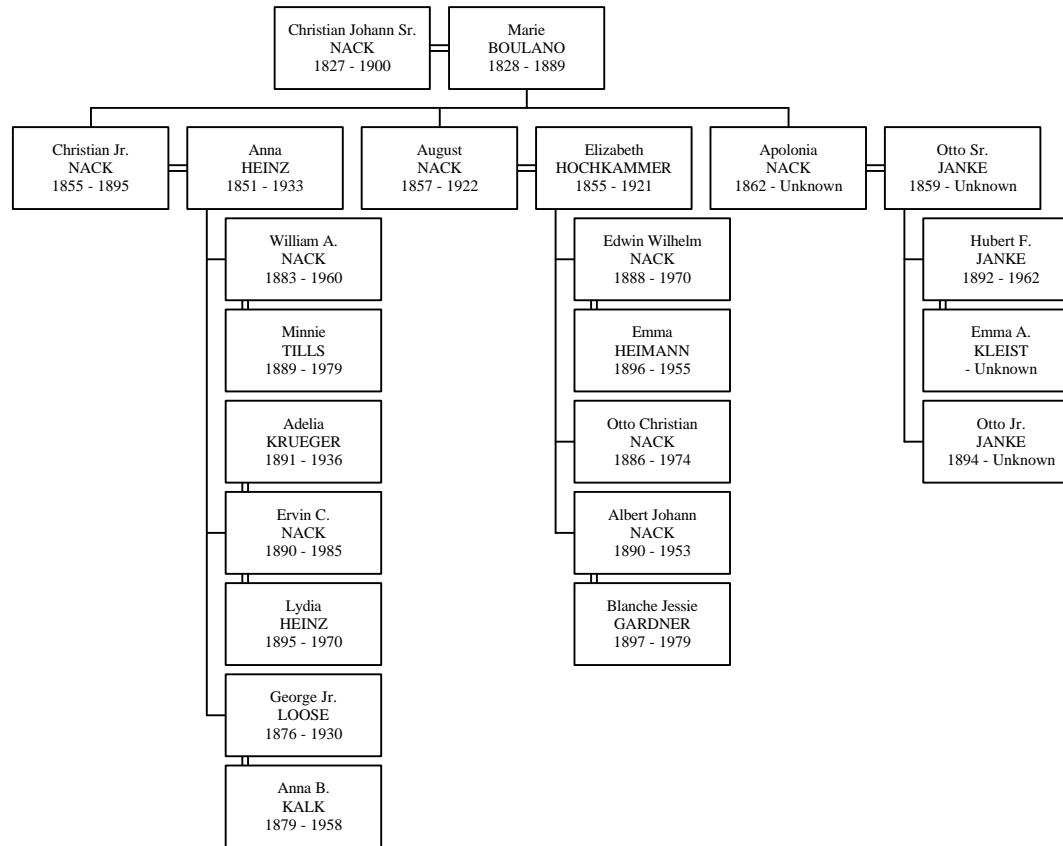 Christian Johann Sr.
NACK
1827 - 1900
Marie
BOULANO
1828 - 1889
Christian Jr.
NACK
1855 - 1895
Anna
HEINZ
1851 - 1933
August
NACK
1857 - 1922
Elizabeth
HOCHKAMMER
1855 - 1921
Apolonia
NACK
1862 - Unknown
Otto Sr.
JANKE
1859 - Unknown
William A.
NACK
1883 - 1960
Minnie
TILLS
1889 - 1979
Adelia
KRUEGER
1891 - 1936
Ervin C.
NACK
1890 - 1985
Lydia
HEINZ
1895 - 1970
George Jr.
LOOSE
1876 - 1930
Anna B.
KALK
1879 - 1958
Edwin Wilhelm
NACK
1888 - 1970
Emma
HEIMANN
1896 - 1955
Otto Christian
NACK
1886 - 1974
Albert Johann
NACK
1890 - 1953
Blanche Jessie
GARDNER
1897 - 1979
Hubert F.
JANKE
1892 - 1962
Emma A.
KLEIST
- Unknown
Otto Jr.
JANKE
1894 - Unknown